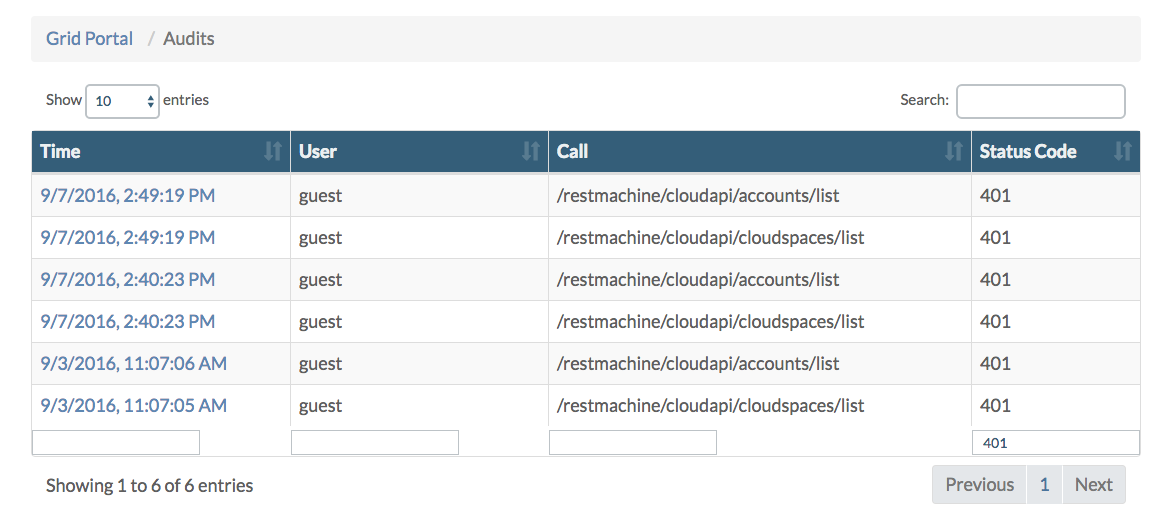 Grid Portal / Audits
Show 10 entries Search:
Time User Call Status Code
9/7/2016, 2:49:19 PM guest /restmachine/cloudapi/accounts/list 401
9/7/2016, 2:49:19 PM guest /restmachine/cloudapi/cloudspaces/list 401
9/7/2016, 2:40:23 PM guest /restmachine/cloudapi/accounts/list 401
9/7/2016, 2:40:23 PM guest /restmachine/cloudapi/cloudspaces/list 401
9/3/2016, 11:07:06 AM guest /restmachine/cloudapi/accounts/list 401
9/3/2016, 11:07:05 AM guest /restmachine/cloudapi/cloudspaces/list 401
401
Showing 1 to 6 of 6 entries Previous 1 Next